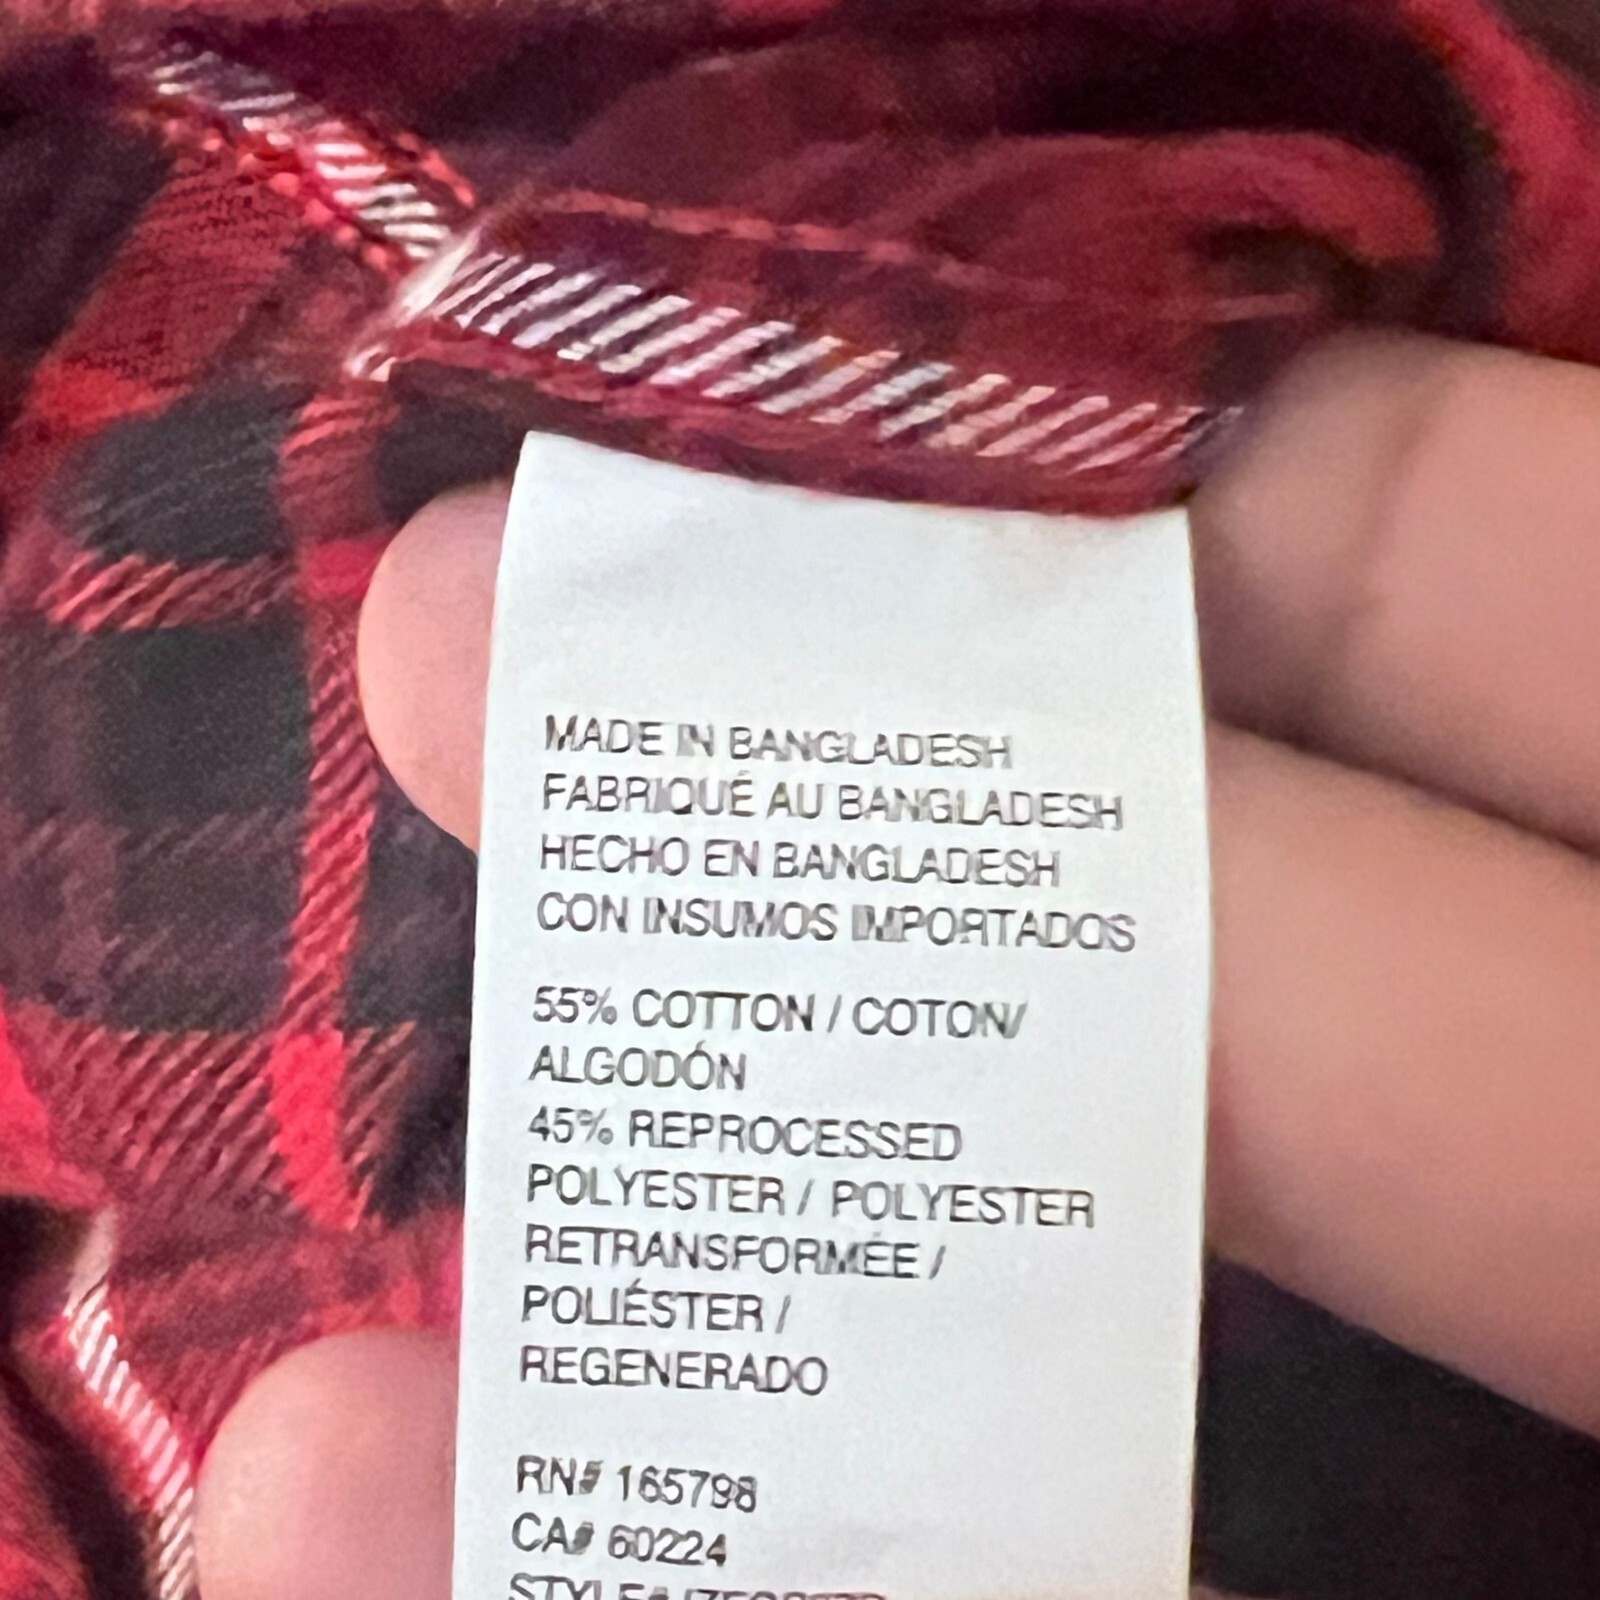 MADE IN BANGLADESH
FABRIQUÉ AU BANGLADESH
HECHO EN BANGLADESH
CON INSUMOS IMPORTADOS
55% COTTON / COTON/
ALGODÓN
45% REPROCESSED
POLYESTER / POLYESTER
RETRANSFORMÉE /
POLIÉSTER /
REGENERADO
RN# 165798
CA# 60224
STYLE#